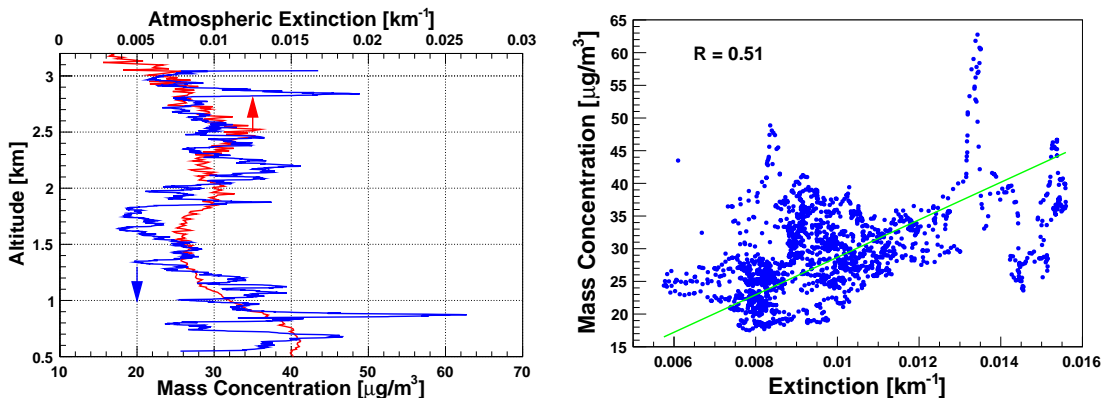 Atmospheric Extinction [km⁻¹]
0 0.005 0.01 0.015 0.02 0.025 0.03
Altitude [km]
3
2.5
2
1.5
1
0.5
10 20 30 40 50 60 70
Mass Concentration [μg/m³]
Mass Concentration [μg/m³]
65
60
55
50
45
40
35
30
25
20
15
R = 0.51
0.006 0.008 0.01 0.012 0.014 0.016
Extinction [km⁻¹]